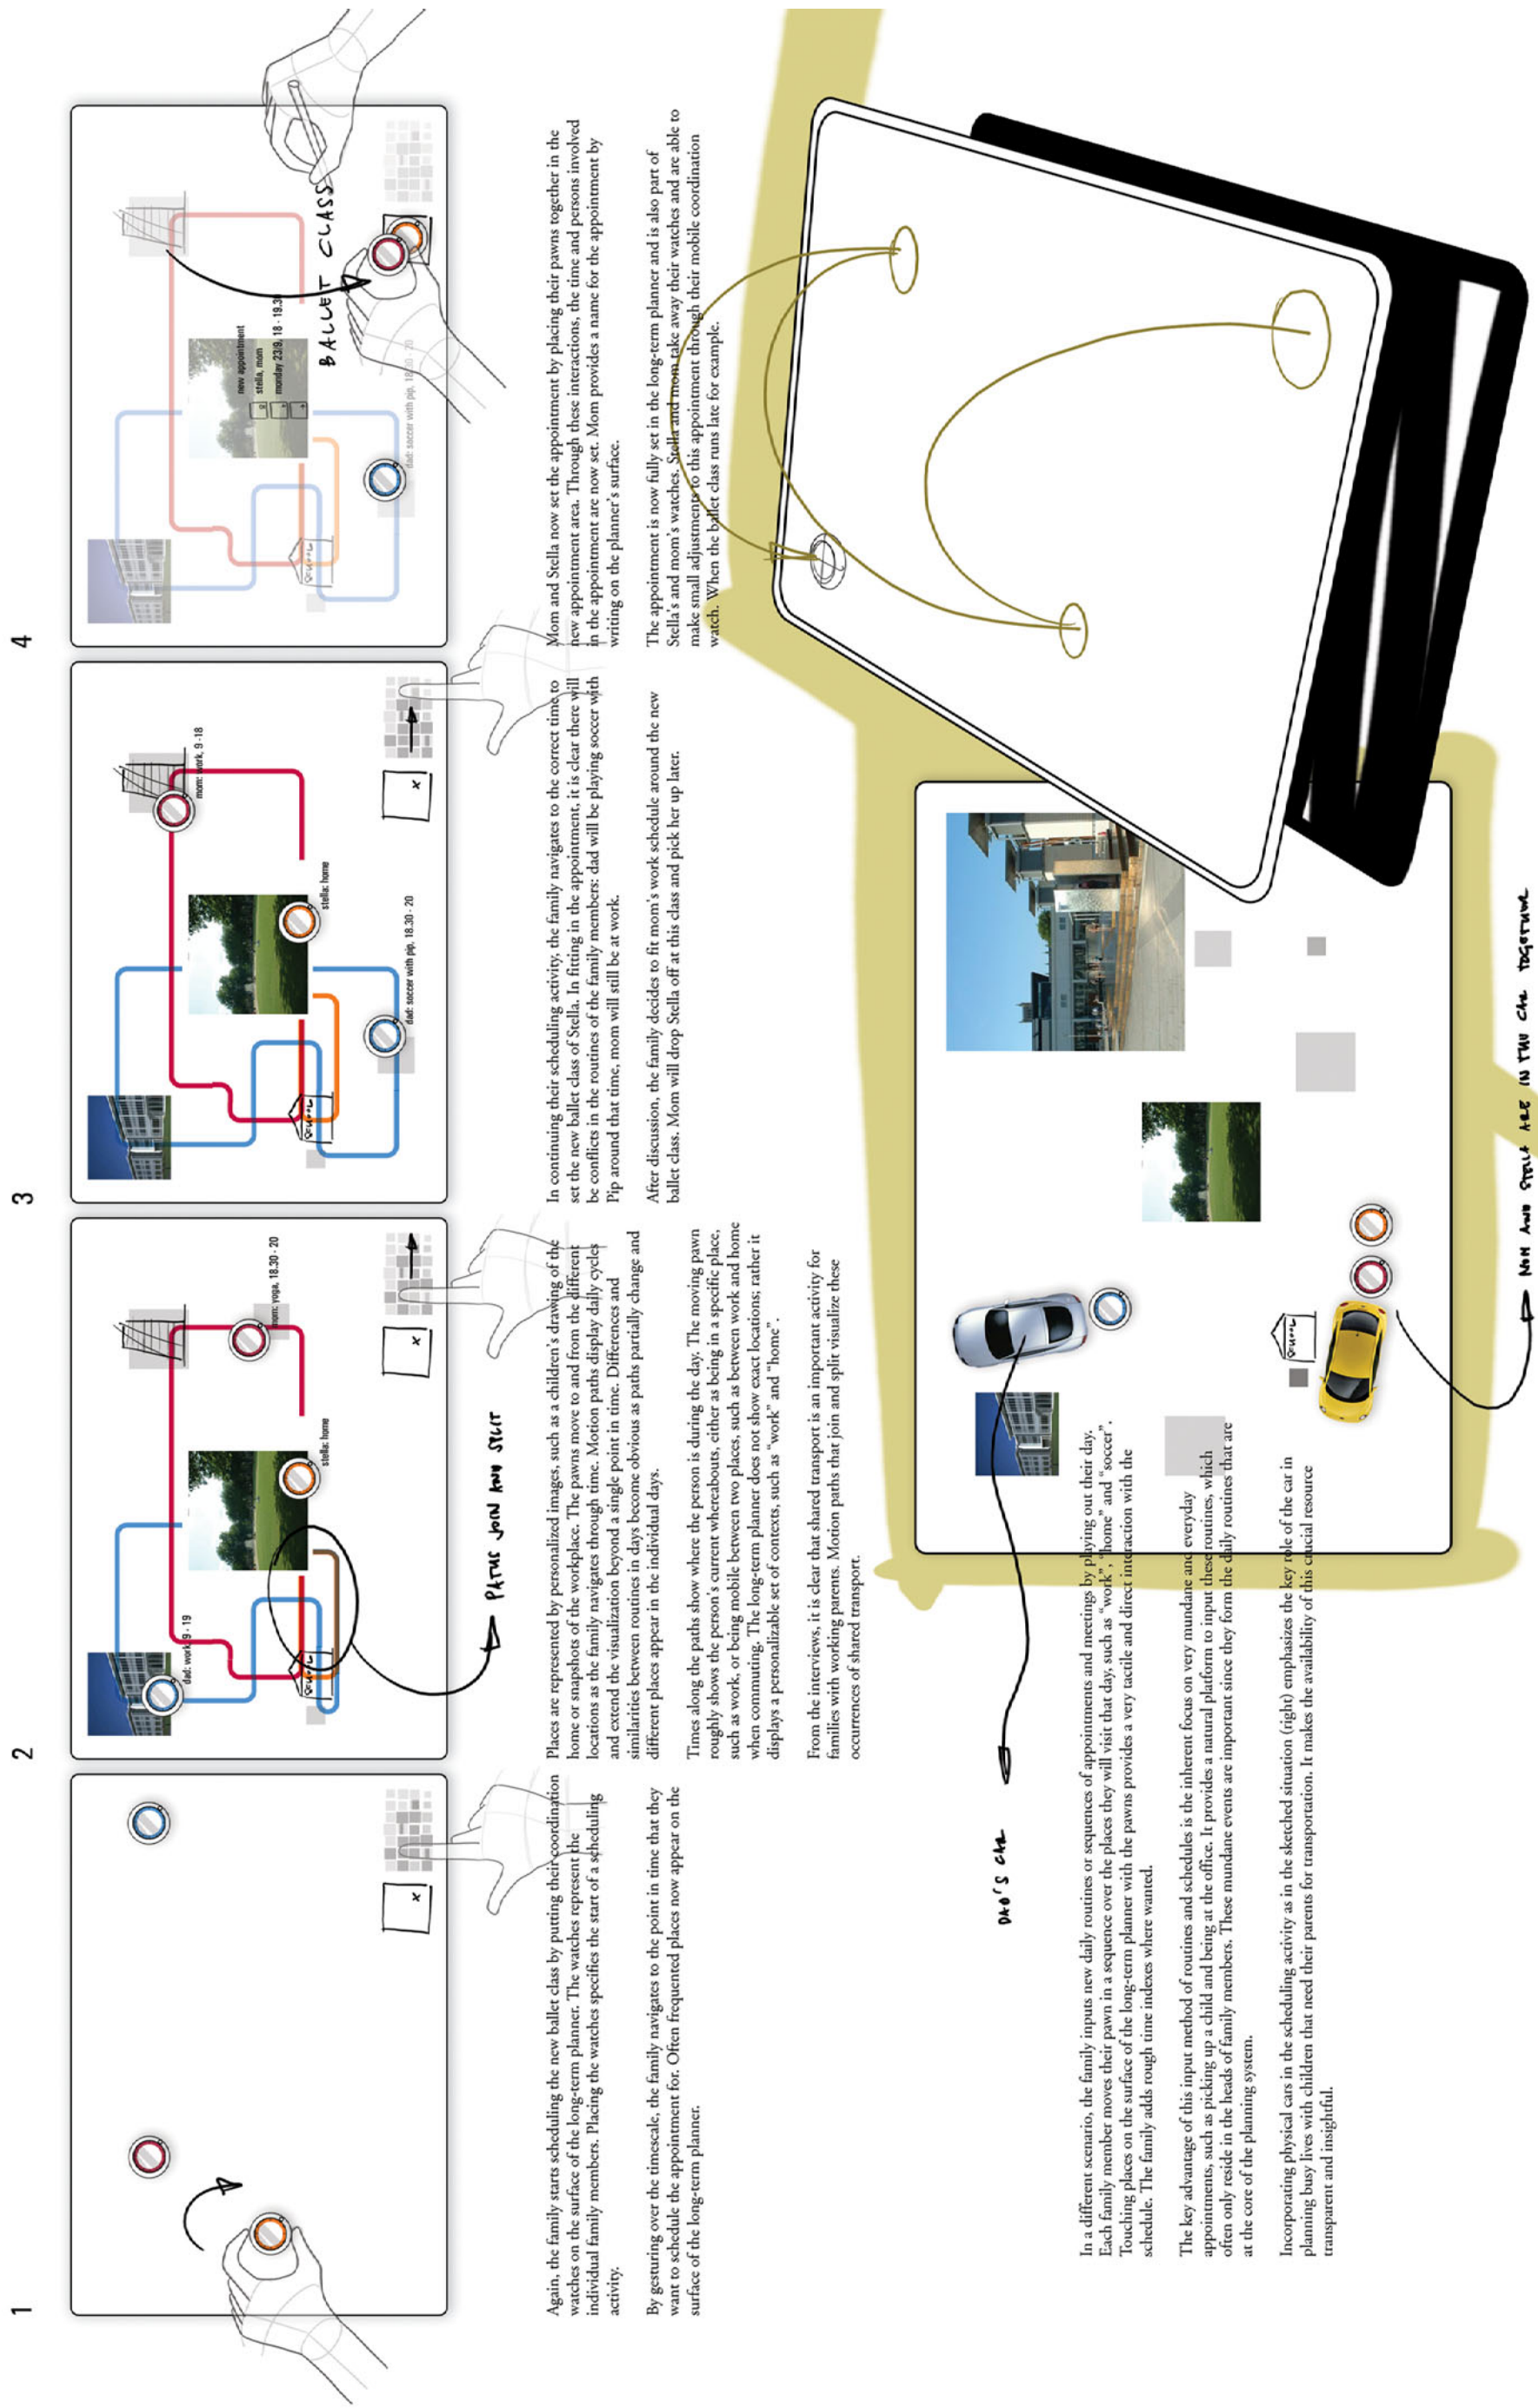 1
2
3
4
dad: work, 9 - 19
mom: yoga, 18.30 - 20
stella: home
SCHOOL
x
x
PATHS JOIN AND SPLIT
mom: work, 9 -18
stella: home
dad: soccer with pip, 18.30 - 20
SCHOOL
x
new appointment
stella, mom
monday 23/9, 18 - 19.30
BALLET CLASS
dad: soccer with pip, 18.30 - 20
SCHOOL
Again, the family starts scheduling the new ballet class by putting their coordination
watches on the surface of the long-term planner. The watches represent the
individual family members. Placing the watches specifies the start of a scheduling
activity.
By gesturing over the timescale, the family navigates to the point in time that they
want to schedule the appointment for. Often frequented places now appear on the
surface of the long-term planner.
Places are represented by personalized images, such as a children's drawing of the
home or snapshots of the workplace. The pawns move to and from the different
locations as the family navigates through time. Motion paths display daily cycles
and extend the visualization beyond a single point in time. Differences and
similarities between routines in days become obvious as paths partially change and
different places appear in the individual days.
Times along the paths show where the person is during the day. The moving pawn
roughly shows the person's current whereabouts, either as being in a specific place,
such as work, or being mobile between two places, such as between work and home
when commuting. The long-term planner does not show exact locations; rather it
displays a personalizable set of contexts, such as "work" and "home".
From the interviews, it is clear that shared transport is an important activity for
families with working parents. Motion paths that join and split visualize these
occurrences of shared transport.
In continuing their scheduling activity, the family navigates to the correct time to
set the new ballet class of Stella. In fitting in the appointment, it is clear there will
be conflicts in the routines of the family members: dad will be playing soccer with
Pip around that time, mom will still be at work.
After discussion, the family decides to fit mom's work schedule around the new
ballet class. Mom will drop Stella off at this class and pick her up later.
Mom and Stella now set the appointment by placing their pawns together in the
new appointment area. Through these interactions, the time and persons involved
in the appointment are now set. Mom provides a name for the appointment by
writing on the planner's surface.
The appointment is now fully set in the long-term planner and is also part of
Stella's and mom's watches. Stella and mom take away their watches and are able to
make small adjustments to this appointment through their mobile coordination
watch. When the ballet class runs late for example.
DAD'S CAR
In a different scenario, the family inputs new daily routines or sequences of appointments and meetings by playing out their day.
Each family member moves their pawn in a sequence over the places they will visit that day, such as "work", "home" and "soccer".
Touching places on the surface of the long-term planner with the pawns provides a very tactile and direct interaction with the
schedule. The family adds rough time indexes where wanted.
The key advantage of this input method of routines and schedules is the inherent focus on very mundane and everyday
appointments, such as picking up a child and being at the office. It provides a natural platform to input these routines, which
often only reside in the heads of family members. These mundane events are important since they form the daily routines that are
at the core of the planning system.
Incorporating physical cars in the scheduling activity as in the sketched situation (right) emphasizes the key role of the car in
planning busy lives with children that need their parents for transportation. It makes the availability of this crucial resource
transparent and insightful.
SCHOOL
MOM AND STELLA ARE IN THE CAR TOGETHER